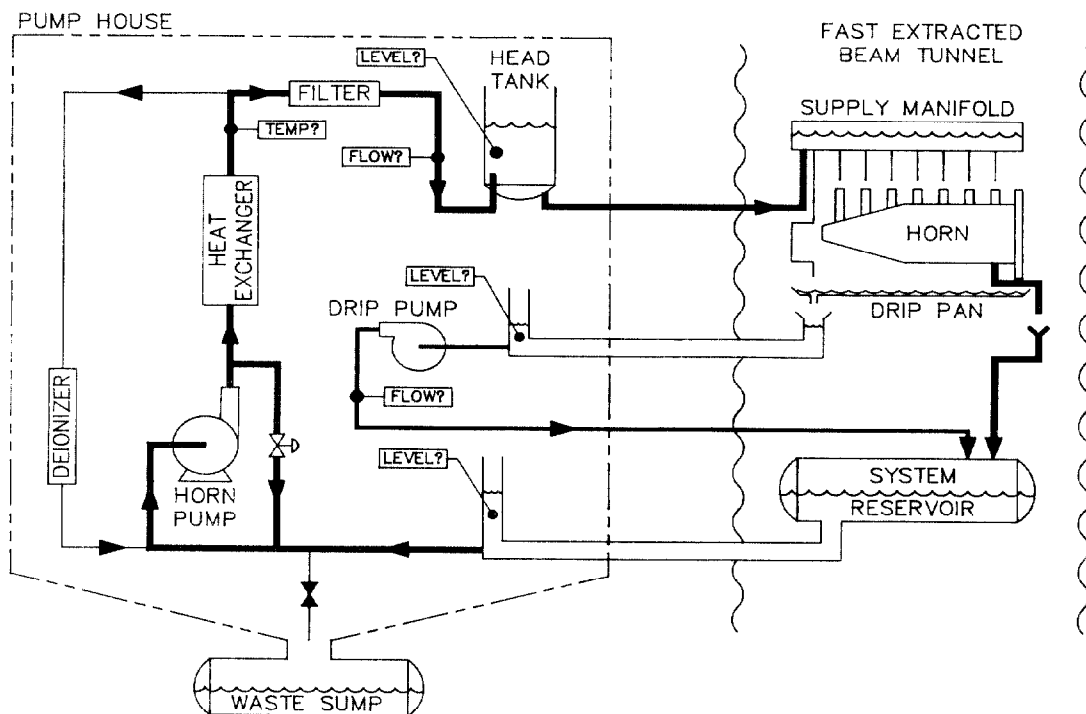 PUMP HOUSE
FAST EXTRACTED
BEAM TUNNEL
LEVEL?
HEAD
TANK
FILTER
TEMP?
FLOW?
SUPPLY MANIFOLD
HEAT
EXCHANGER
HORN
LEVEL?
DRIP PUMP
DRIP PAN
FLOW?
DEIONIZER
LEVEL?
HORN
PUMP
SYSTEM
RESERVOIR
WASTE SUMP